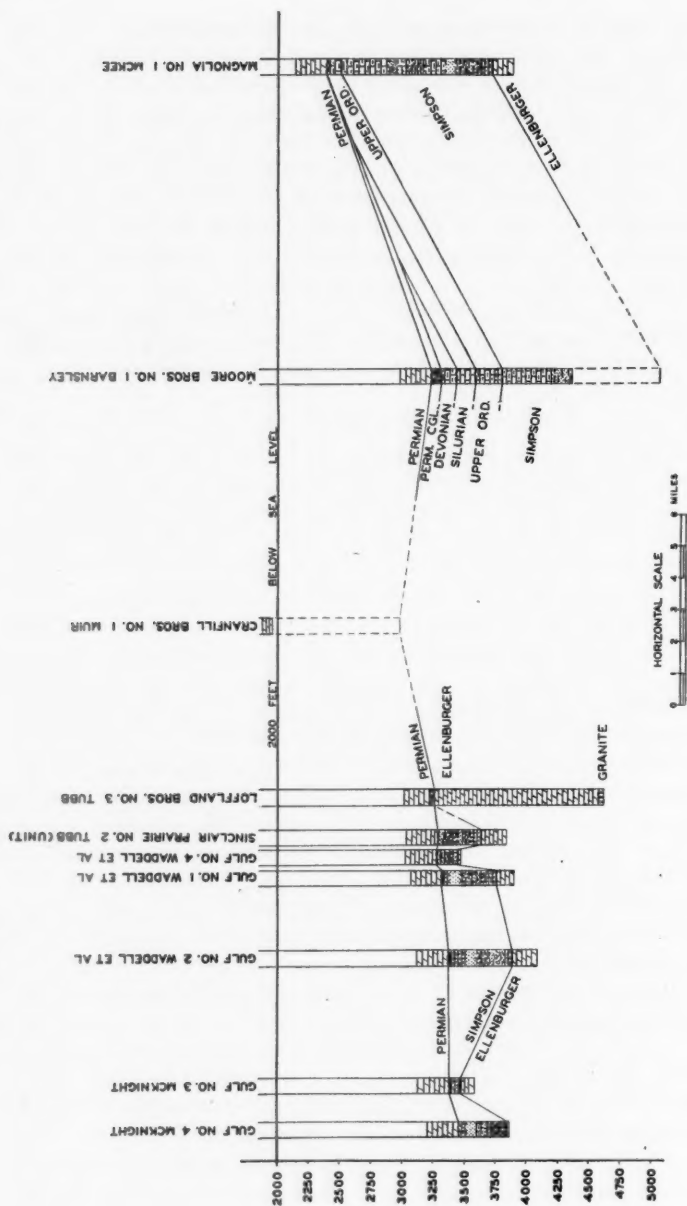 GULF NO. 4 MCKNIGHT
GULF NO. 3 MCKNIGHT
GULF NO. 2 WADDELL ET AL
GULF NO. 1 WADDELL ET AL
GULF NO. 4 WADDELL ET AL
SINCLAIR PRAIRIE NO. 2 TUBB (UNIT)
LOFFLAND BROS. NO. 3 TUBB
CRANFILL BROS. NO. 1 MUIR
MOORE BROS. NO. 1 BARNSLEY
MAGNOLIA NO. 1 MCKEE
2000 FEET BELOW SEA LEVEL
PERMIAN
SIMPSON
ELLENBURGER
PERMIAN
ELLENBURGER
GRANITE
PERMIAN
PERM. CGL.
DEVONIAN
SILURIAN
UPPER ORD.
SIMPSON
PERMIAN
UPPER ORD.
SIMPSON
ELLENBURGER
2000
2250
2500
2750
3000
3250
3500
3750
4000
4250
4500
4750
5000
0 1 2 3 4 5 6 MILES
HORIZONTAL SCALE